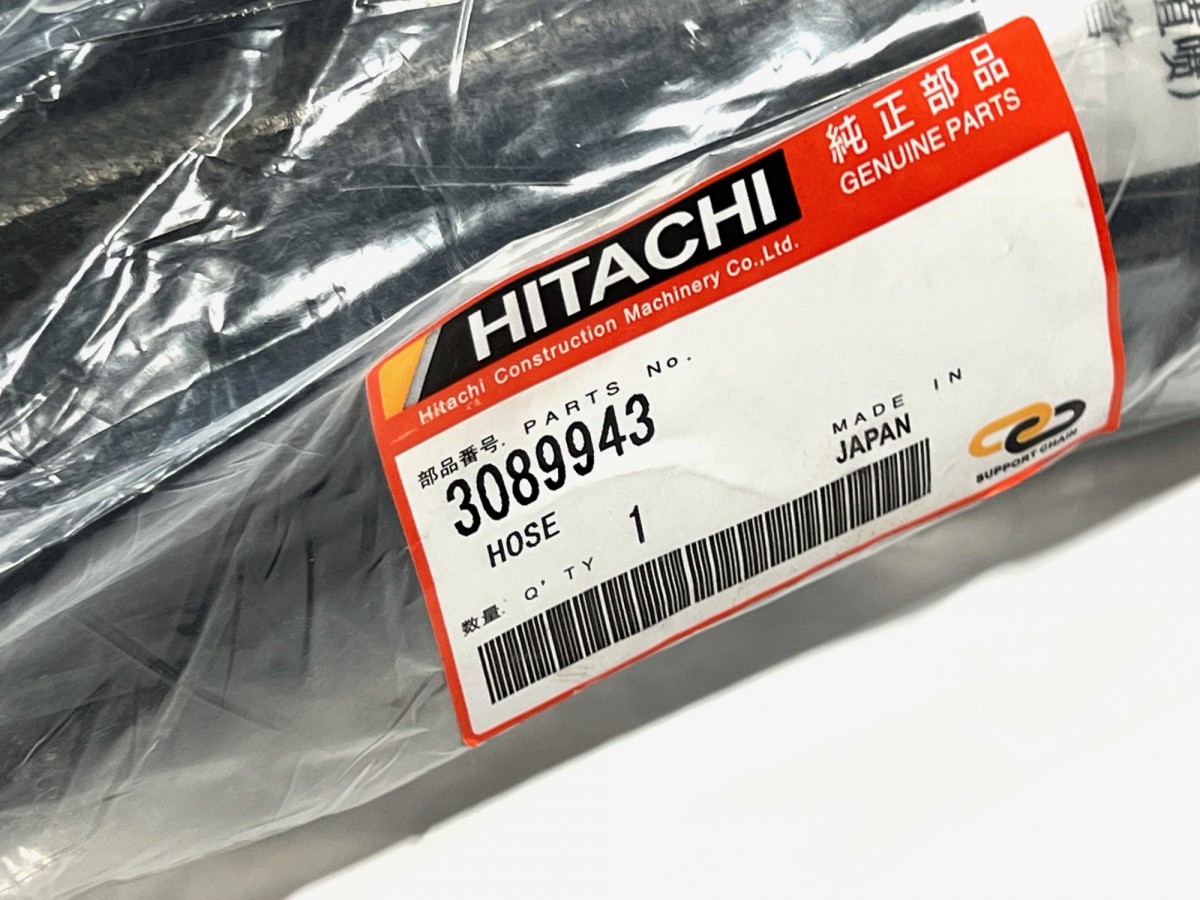 純正部品
GENUINE PARTS
HITACHI
Hitachi Construction Machinery Co.,Ltd.
部品番号. PARTS No.
3089943
HOSE
MADE IN
JAPAN
数量. Q'TY 1
SUPPORT CHAIN